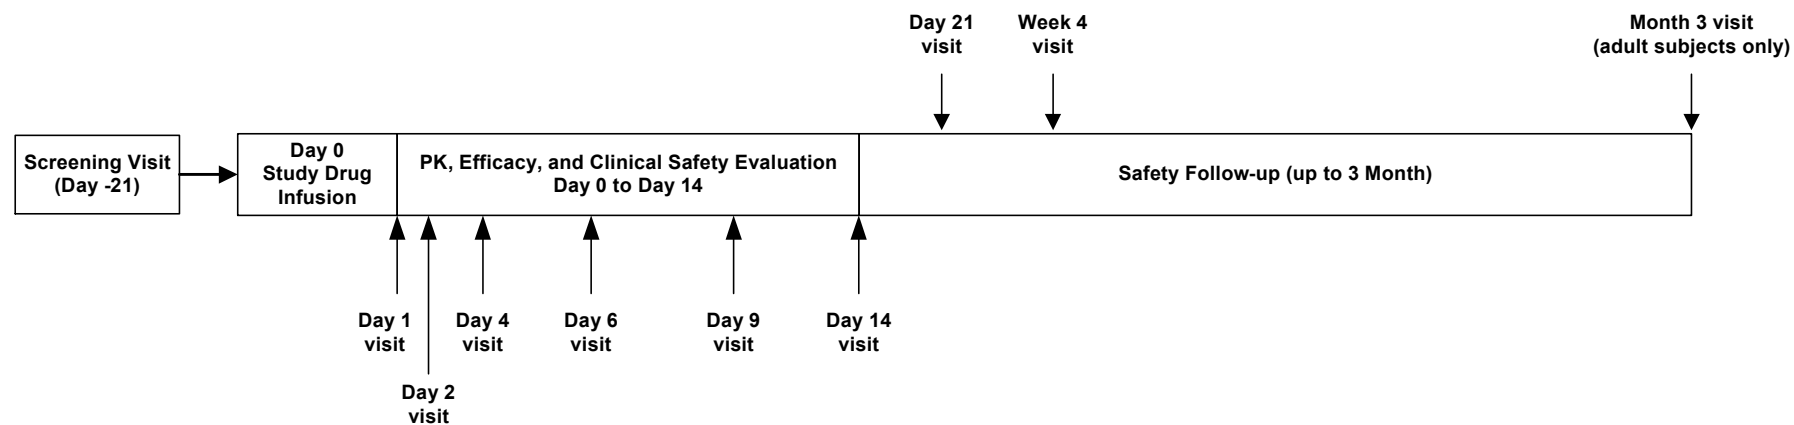 Day 21
visit
Week 4
visit
Month 3 visit
(adult subjects only)
Screening Visit
(Day -21)
Day 0
Study Drug
Infusion
PK, Efficacy, and Clinical Safety Evaluation
Day 0 to Day 14
Safety Follow-up (up to 3 Month)
Day 1
visit
Day 2
visit
Day 4
visit
Day 6
visit
Day 9
visit
Day 14
visit